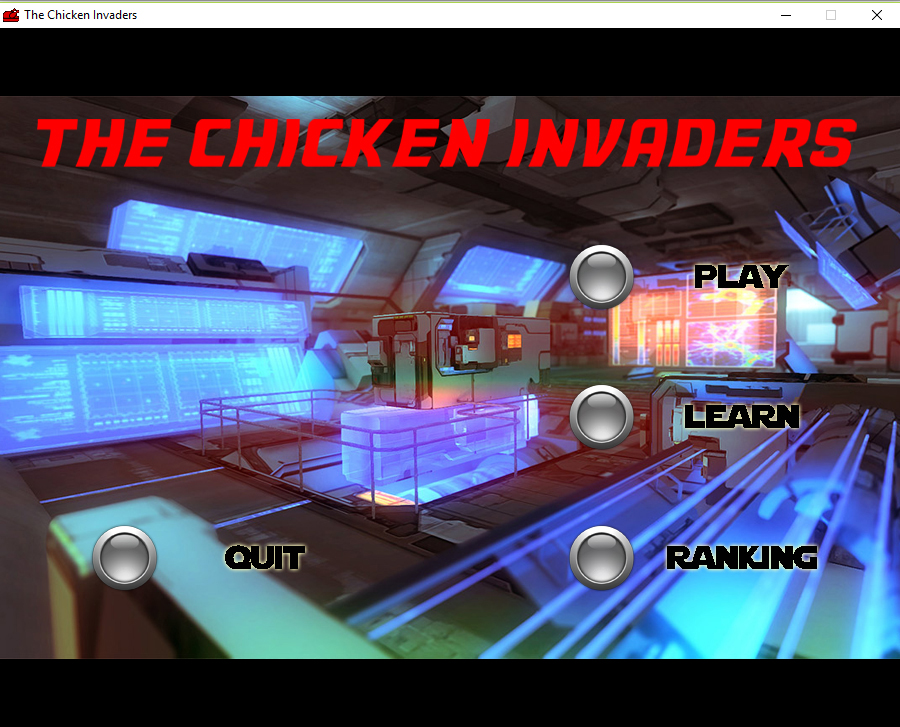 The Chicken Invaders
THE CHICKEN INVADERS
PLAY
LEARN
QUIT
RANKING